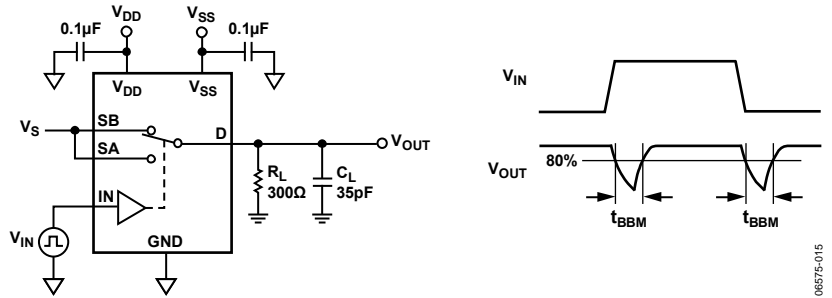 VDD
VSS
0.1µF
0.1µF
VDD
VSS
VS
SB
SA
D
VOUT
RL
300Ω
CL
35pF
IN
VIN
GND
VIN
VOUT
80%
tBBM
tBBM
06575-015